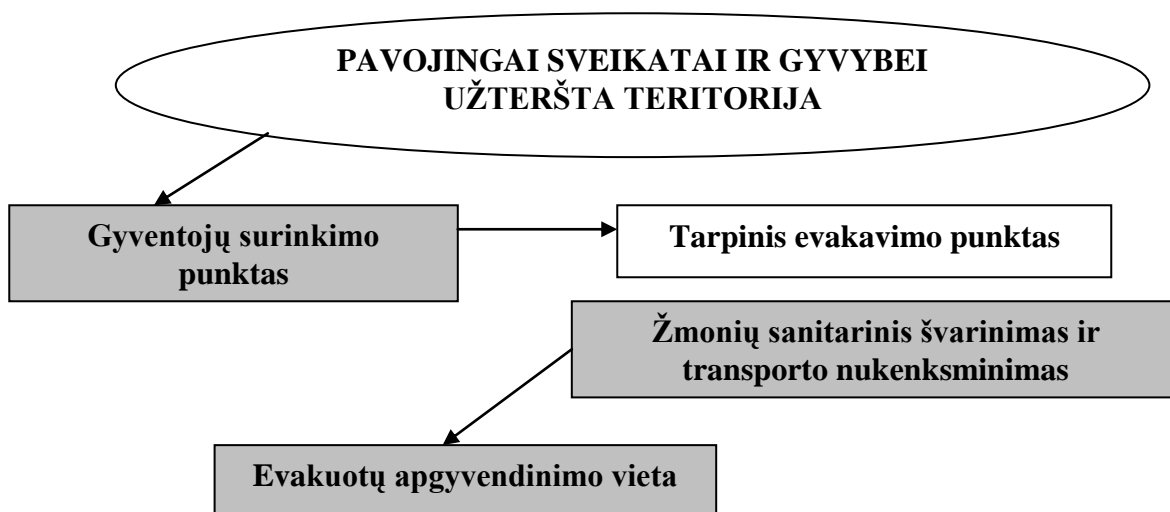 PAVOJINGAI SVEIKATAI IR GYVYBEI
UŽTERŠTA TERITORIJA
Gyventojų surinkimo
punktas
Tarpinis evakavimo punktas
Žmonių sanitarinis švarinimas ir
transporto nukenksminimas
Evakuotų apgyvendinimo vieta